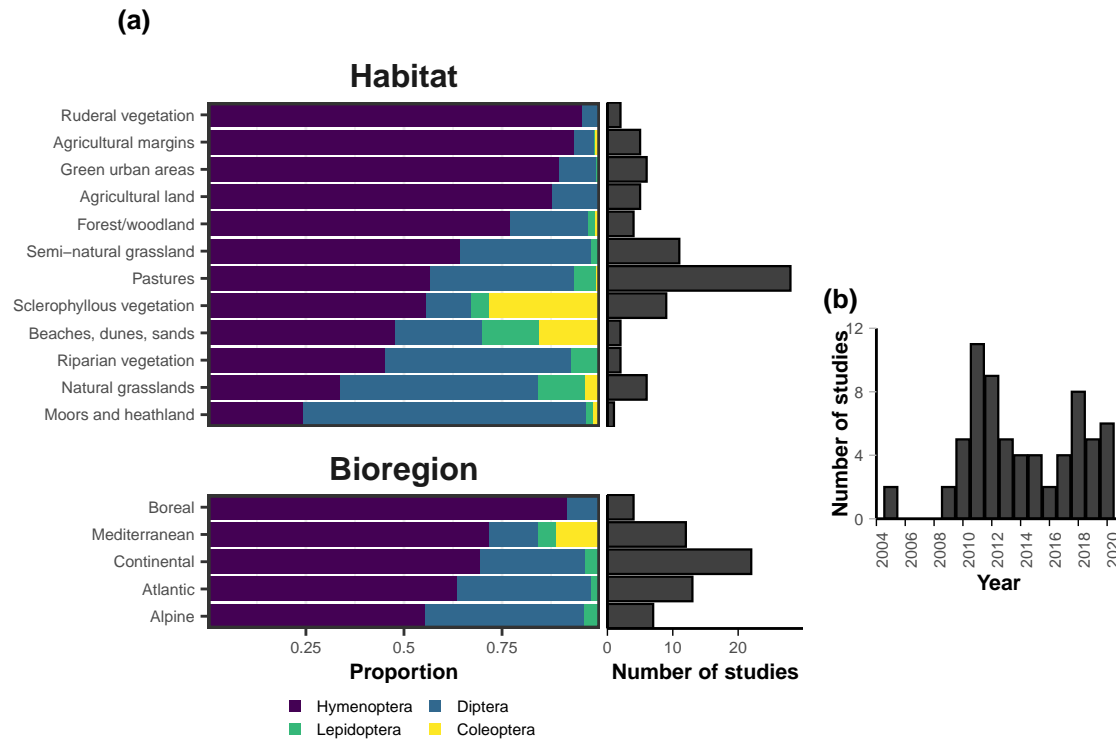 (a)
Habitat
Ruderal vegetation
Agricultural margins
Green urban areas
Agricultural land
Forest/woodland
Semi−natural grassland
Pastures
Sclerophyllous vegetation
Beaches, dunes, sands
Riparian vegetation
Natural grasslands
Moors and heathland
Bioregion
Boreal
Mediterranean
Continental
Atlantic
Alpine
0.25 0.5 0.75
Proportion
0 10 20
Number of studies
Hymenoptera Diptera
Lepidoptera Coleoptera
(b)
12
8
4
0
Number of studies
2004 2006 2008 2010 2012 2014 2016 2018 2020
Year